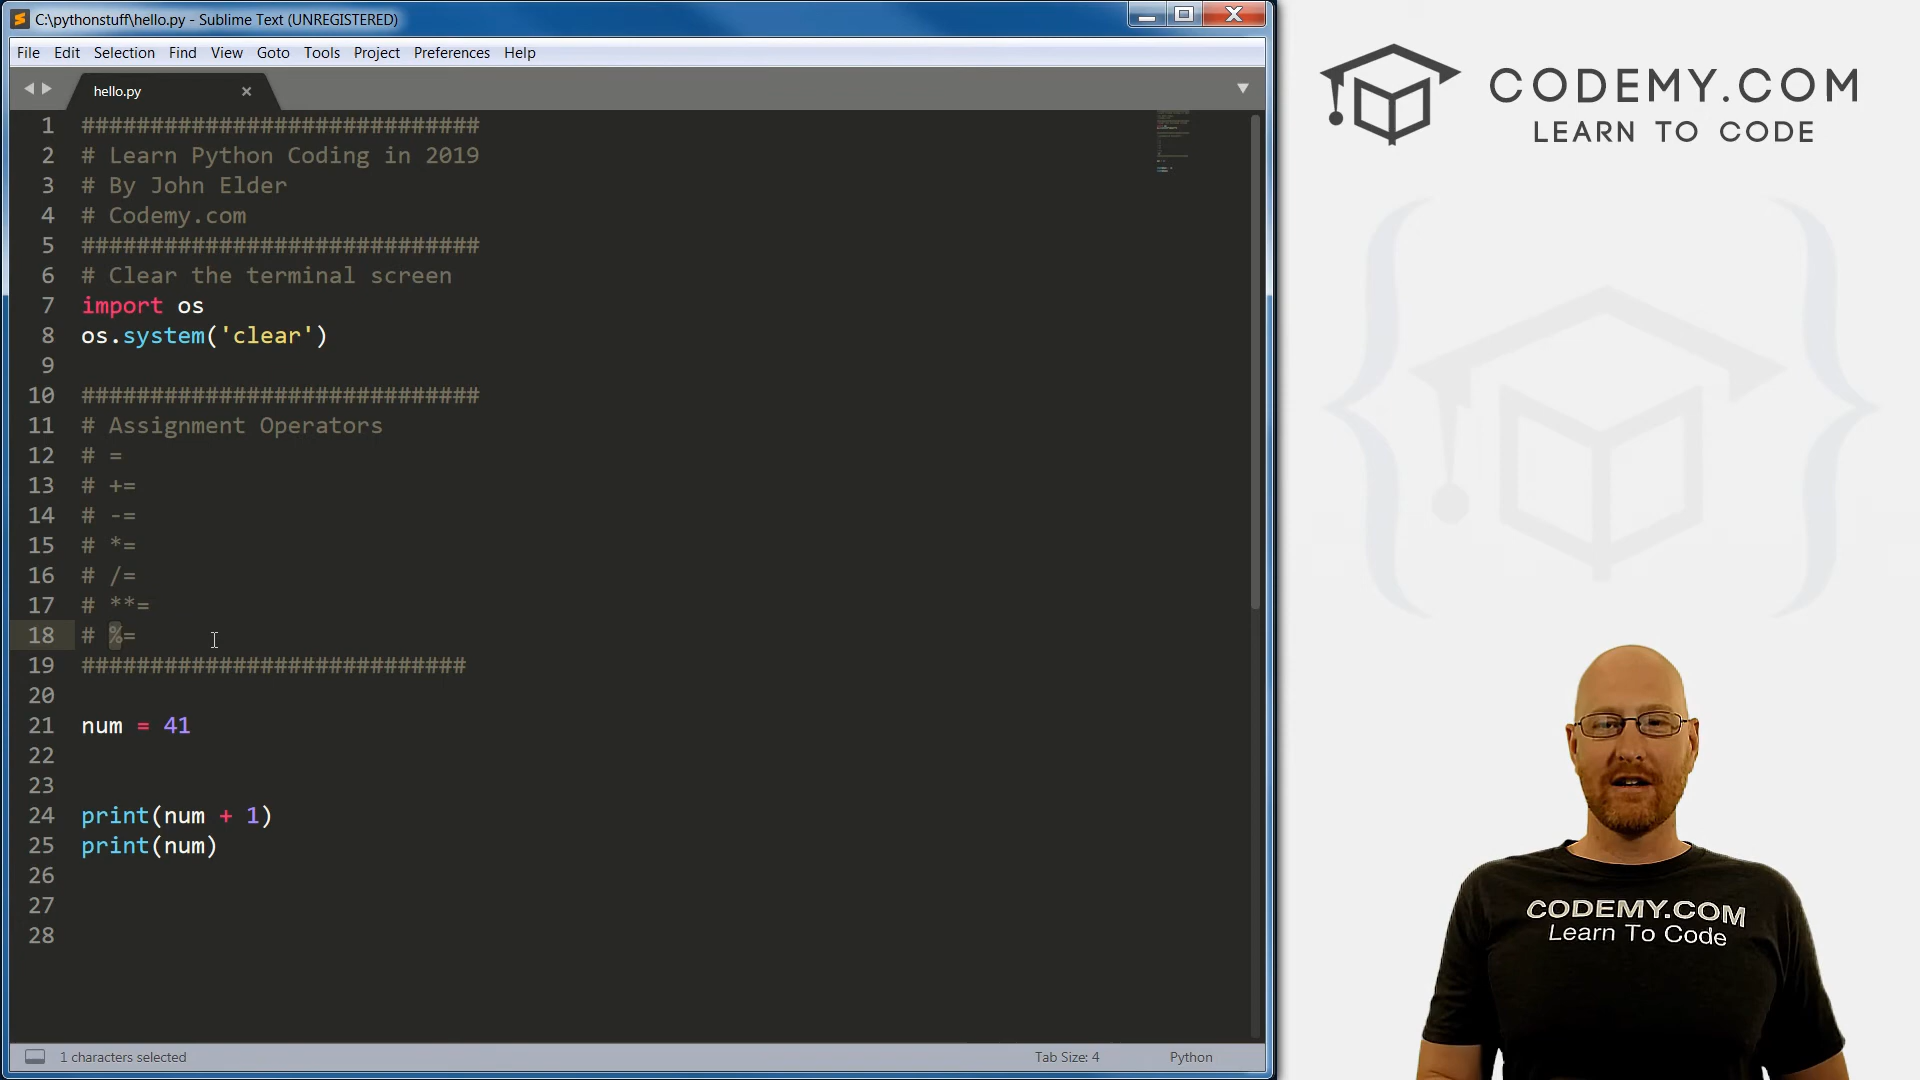 C:\pythonstuff\hello.py - Sublime Text (UNREGISTERED)
File Edit Selection Find View Goto Tools Project Preferences Help
hello.py
1 #############################
2 # Learn Python Coding in 2019
3 # By John Elder
4 # Codemy.com
5 #############################
6 # Clear the terminal screen
7 import os
8 os.system('clear')
9
10 #############################
11 # Assignment Operators
12 # =
13 # +=
14 # -=
15 # *=
16 # /=
17 # **=
18 # %=
19 ############################
20
21 num = 41
22
23
24 print(num + 1)
25 print(num)
26
27
28
1 characters selected
Tab Size: 4
Python
CODEMY.COM
LEARN TO CODE
CODEMY.COM
Learn To Code